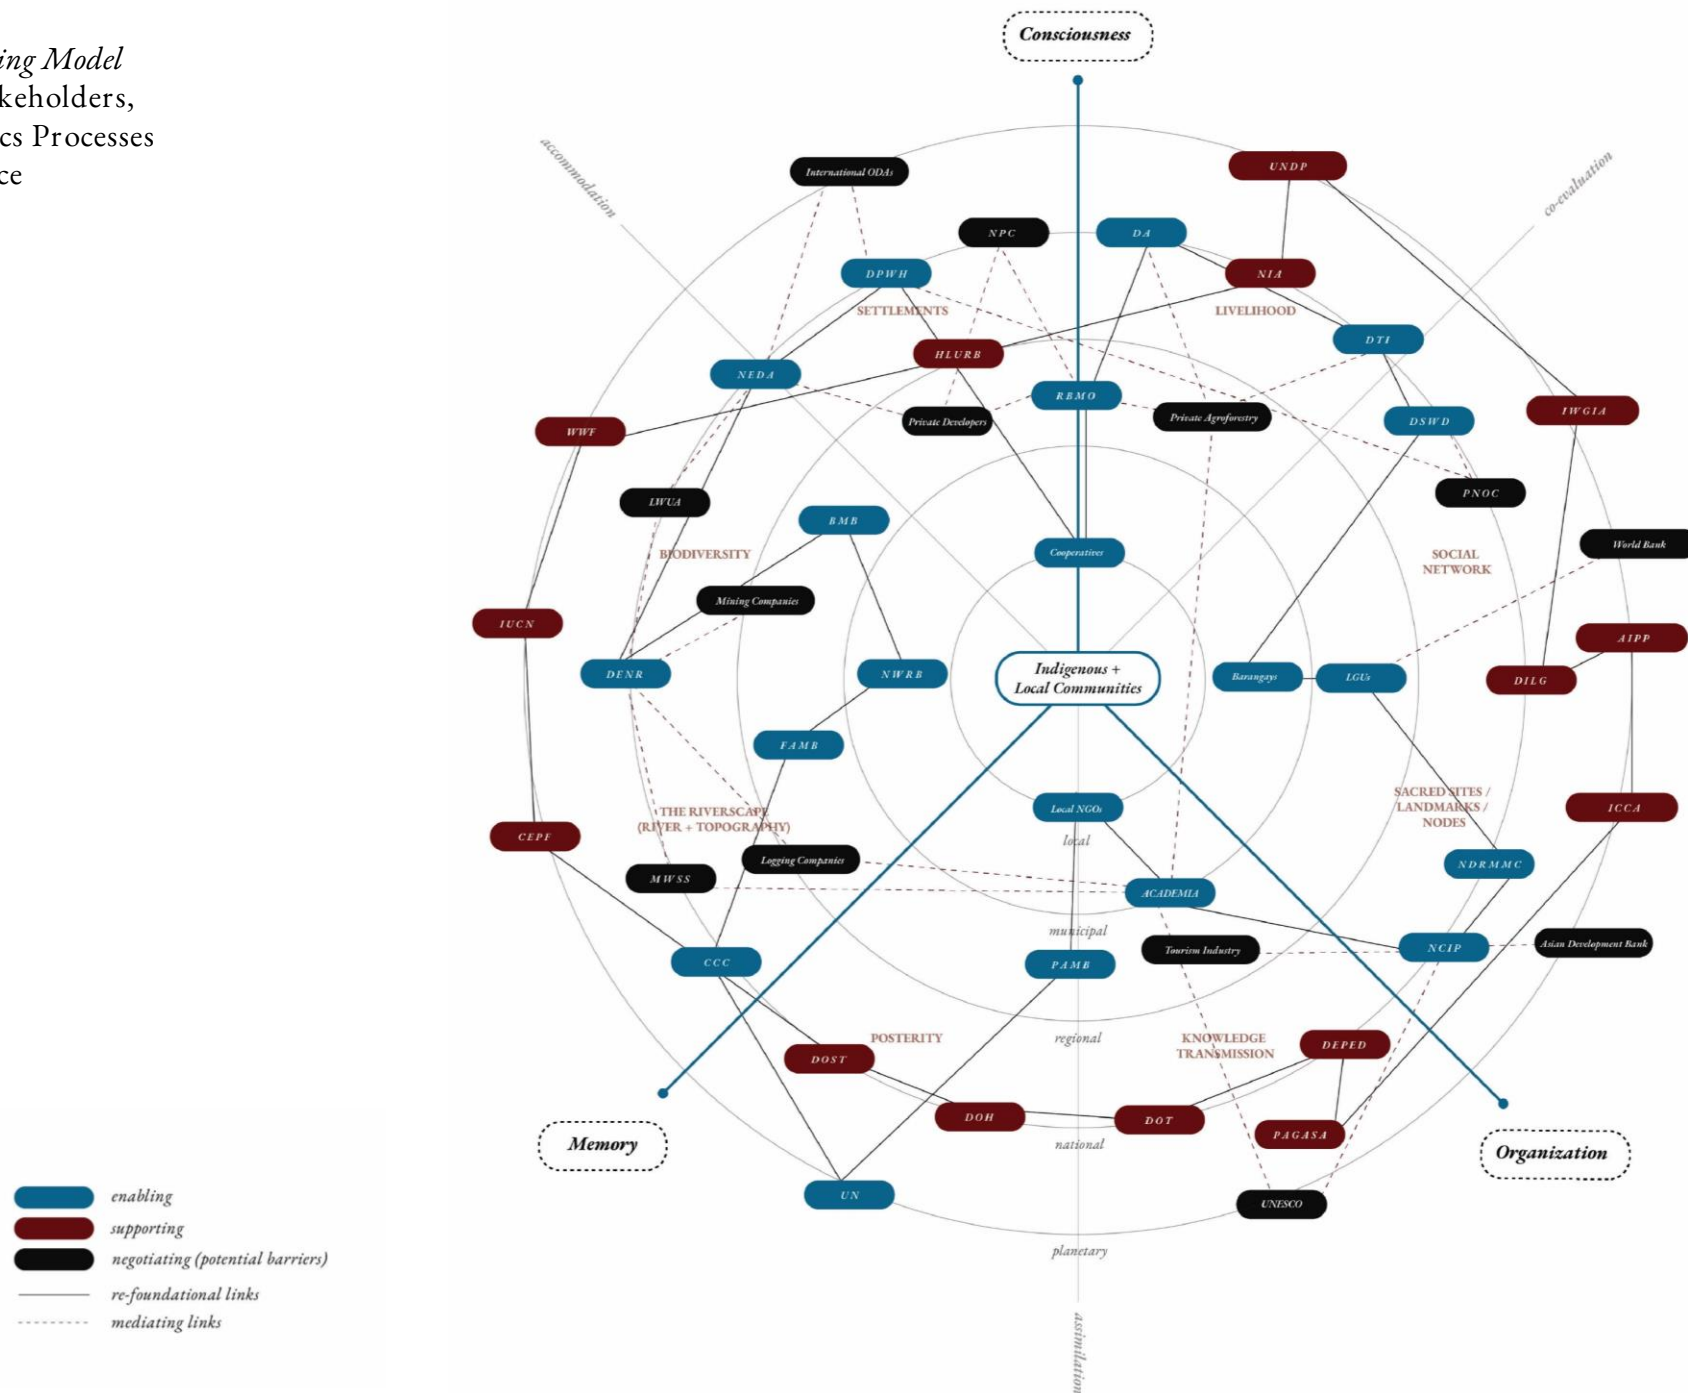 ing Model
keholders,
cs Processes
ce
Consciousness
accommodation
co-evaluation
International ODAs
UNDP
NPC
DA
DPWH
NIA
SETTLEMENTS
LIVELIHOOD
DTI
HLURB
NEDA
RBMO
IWGIA
Private Developers
Private Agroforestry
DSWD
WWF
PNOC
LWUA
BMB
World Bank
BIODIVERSITY
Cooperatives
SOCIAL
NETWORK
Mining Companies
IUCN
AIPP
DENR
NWRB
Indigenous +
Local Communities
Barangays
LGUs
DILG
FAMB
THE RIVERSCAPE
(RIVER + TOPOGRAPHY)
Local NGOs
local
SACRED SITES /
LANDMARKS /
NODES
ICCA
CEPF
Logging Companies
MWSS
ACADEMIA
NDRMMC
municipal
CCC
PAMB
Tourism Industry
NCIP
Asian Development Bank
POSTERITY
regional
KNOWLEDGE
TRANSMISSION
DOST
DEPED
DOH
DOT
PAGASA
national
Memory
Organization
UN
UNESCO
planetary
assimilation
enabling
supporting
negotiating (potential barriers)
re-foundational links
mediating links